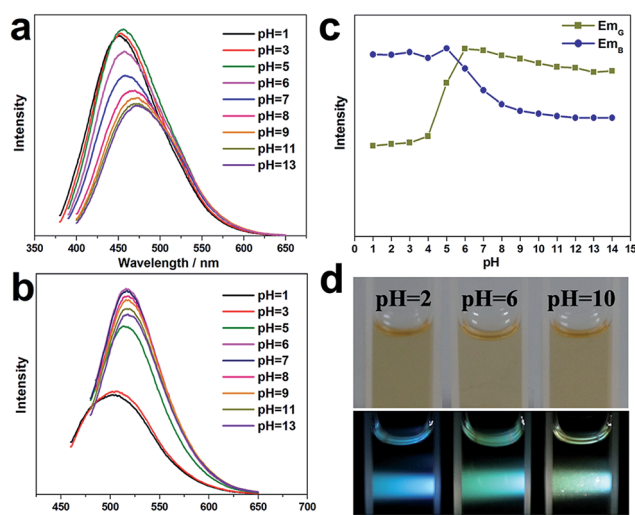 a
pH=1
pH=3
pH=5
pH=6
pH=7
pH=8
pH=9
pH=11
pH=13
Intensity
350 400 450 500 550 600 650 700
Wavelength / nm
b
pH=1
pH=3
pH=5
pH=6
pH=7
pH=8
pH=9
pH=11
pH=13
Intensity
450 500 550 600 650 700
c
EmG
EmB
Intensity
0 1 2 3 4 5 6 7 8 9 10 11 12 13 14 15
pH
d
pH=2 pH=6 pH=10